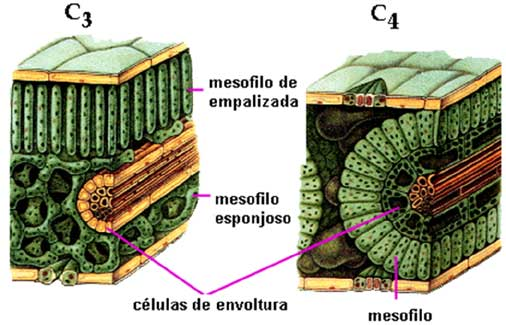 C3
C4
mesofilo de
empalizada
mesofilo
esponjoso
células de envoltura
mesofilo